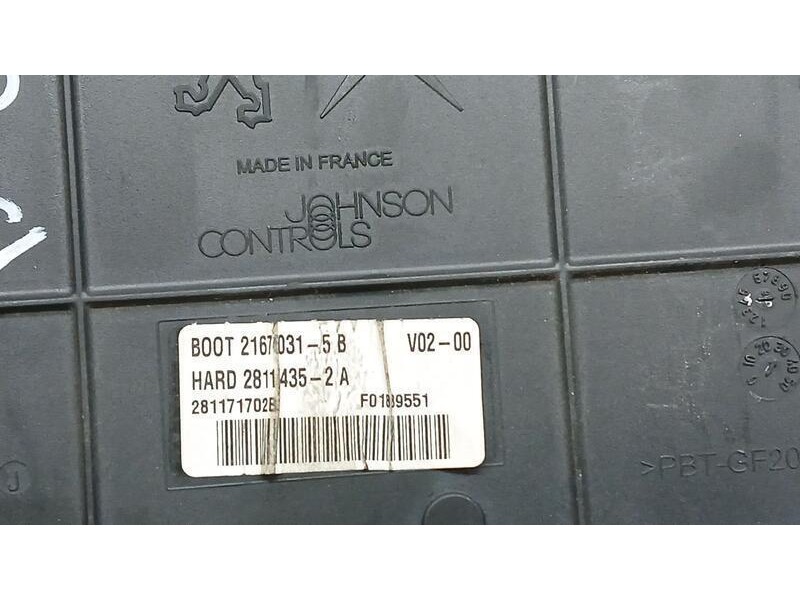 MADE IN FRANCE
JOHNSON
CONTROLS
BOOT 2167031-5 B V02-00
HARD 2811435-2 A
281171702B F0189551
>PBT-GF20
J